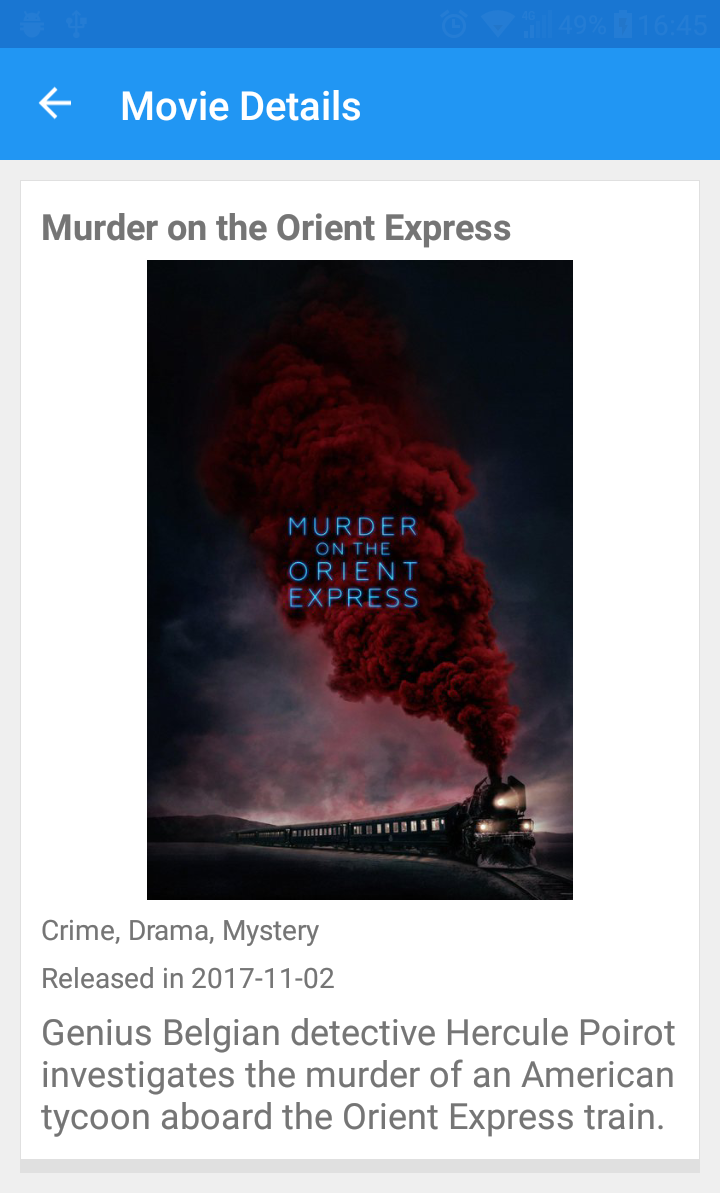 49% 16:45
Movie Details
Murder on the Orient Express
MURDER
ON THE
ORIENT
EXPRESS
Crime, Drama, Mystery
Released in 2017-11-02
Genius Belgian detective Hercule Poirot
investigates the murder of an American
tycoon aboard the Orient Express train.